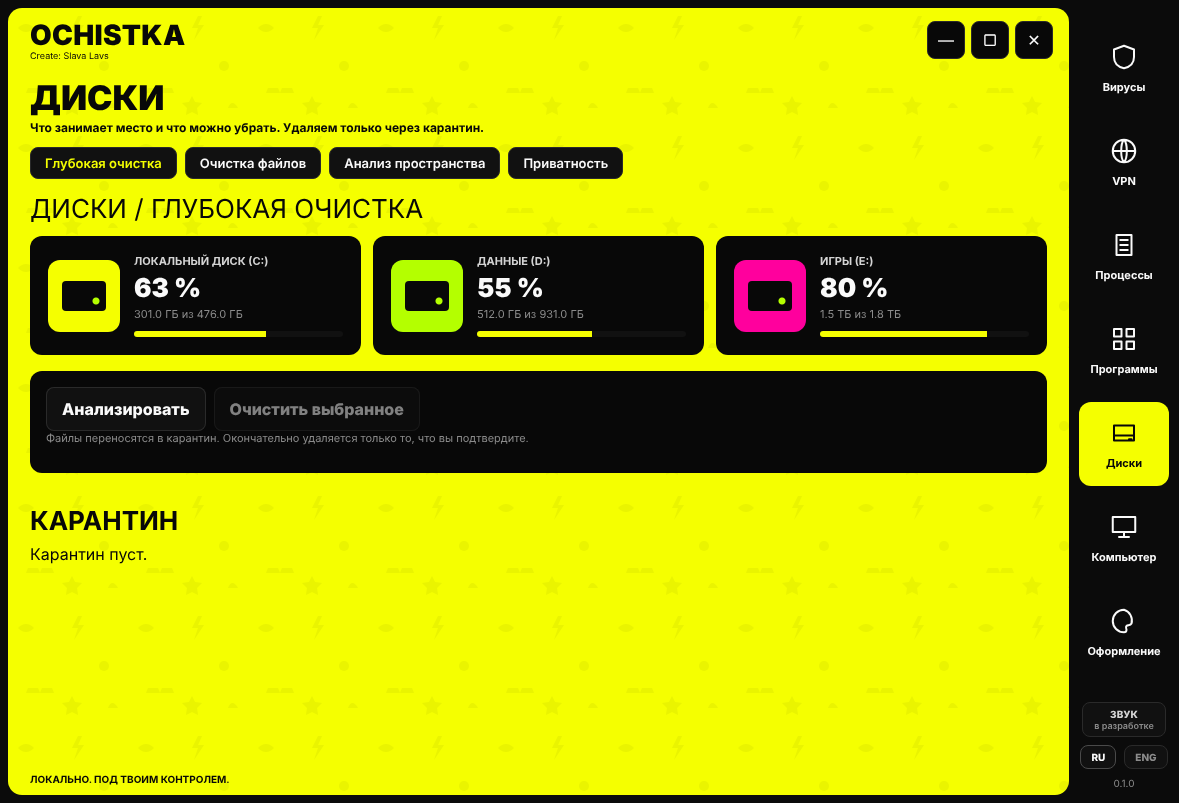 OCHISTKA
Create: Slava Lavs
ДИСКИ
Что занимает место и что можно убрать. Удаляем только через карантин.
Глубокая очистка
Очистка файлов
Анализ пространства
Приватность
ДИСКИ / ГЛУБОКАЯ ОЧИСТКА
ЛОКАЛЬНЫЙ ДИСК (C:)
63 %
301.0 ГБ из 476.0 ГБ
ДАННЫЕ (D:)
55 %
512.0 ГБ из 931.0 ГБ
ИГРЫ (E:)
80 %
1.5 ТБ из 1.8 ТБ
Анализировать
Очистить выбранное
Файлы переносятся в карантин. Окончательно удаляется только то, что вы подтвердите.
КАРАНТИН
Карантин пуст.
ЛОКАЛЬНО. ПОД ТВОИМ КОНТРОЛЕМ.
Вирусы
VPN
Процессы
Программы
Диски
Компьютер
Оформление
ЗВУК
в разработке
RU
ENG
0.1.0